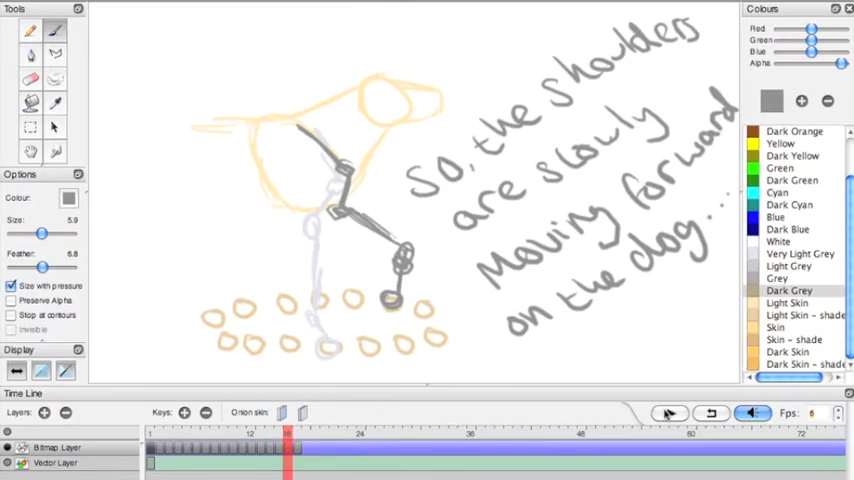 Tools
Options
Colour:
Size: 5.9
Feather: 6.8
Size with pressure
Preserve Alpha
Stop at contours
Invisible
Display
So, the shoulders
are slowly
Moving forward
on the dog...
Colours
Red
Green
Blue
Alpha
Dark Orange
Yellow
Dark Yellow
Green
Dark Green
Cyan
Dark Cyan
Blue
Dark Blue
White
Very Light Grey
Light Grey
Grey
Dark Grey
Light Skin
Light Skin - shade
Skin
Skin - shade
Dark Skin
Dark Skin - shade
Time Line
Layers: Keys: Onion skin: Fps: 6
1 12 16 24 36 48 60 72
Bitmap Layer
Vector Layer